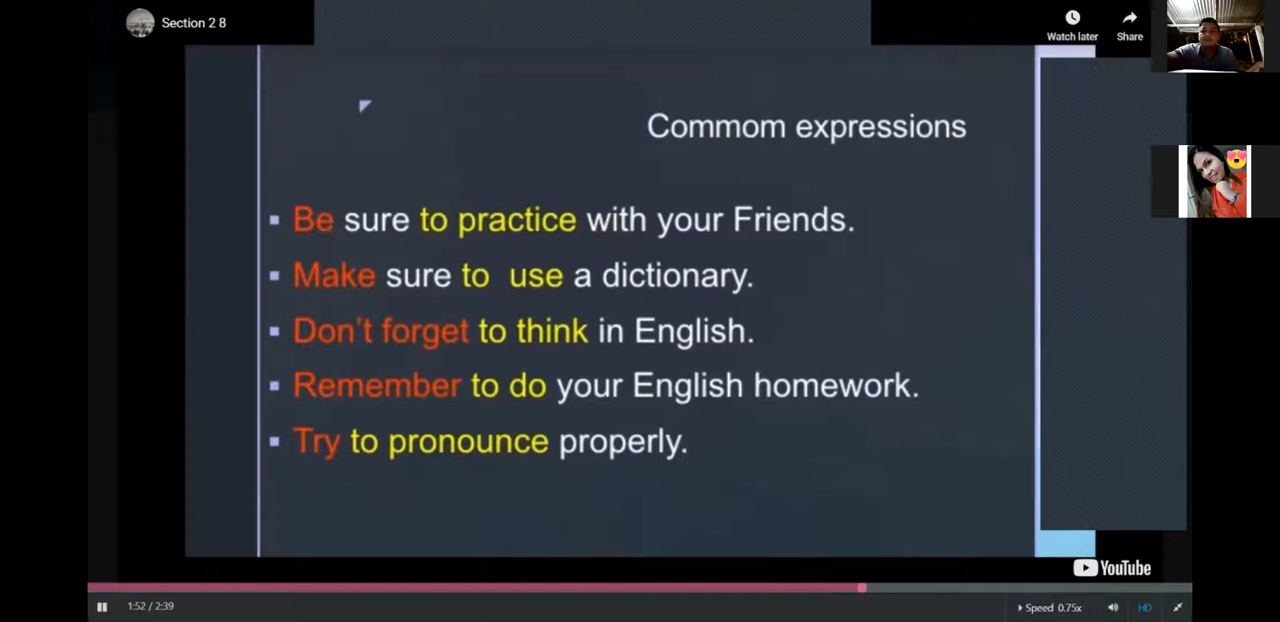 Section 2 8
Watch later
Share
Commom expressions
▪ Be sure to practice with your Friends.
▪ Make sure to use a dictionary.
▪ Don't forget to think in English.
▪ Remember to do your English homework.
▪ Try to pronounce properly.
YouTube
1:52 / 2:39
Speed 0.75x
HD